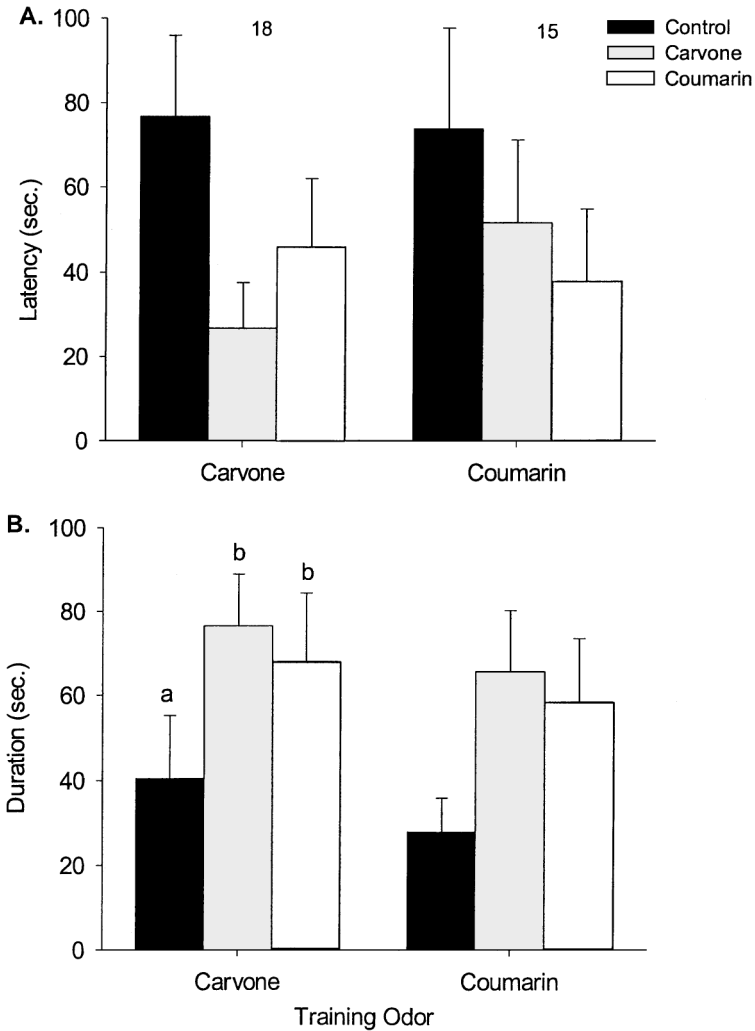 A.
100
80
60
40
20
0
Latency (sec.)
18
15
Control
Carvone
Coumarin
Carvone
Coumarin
B.
100
80
60
40
20
0
Duration (sec.)
a
b
b
Carvone
Coumarin
Training Odor